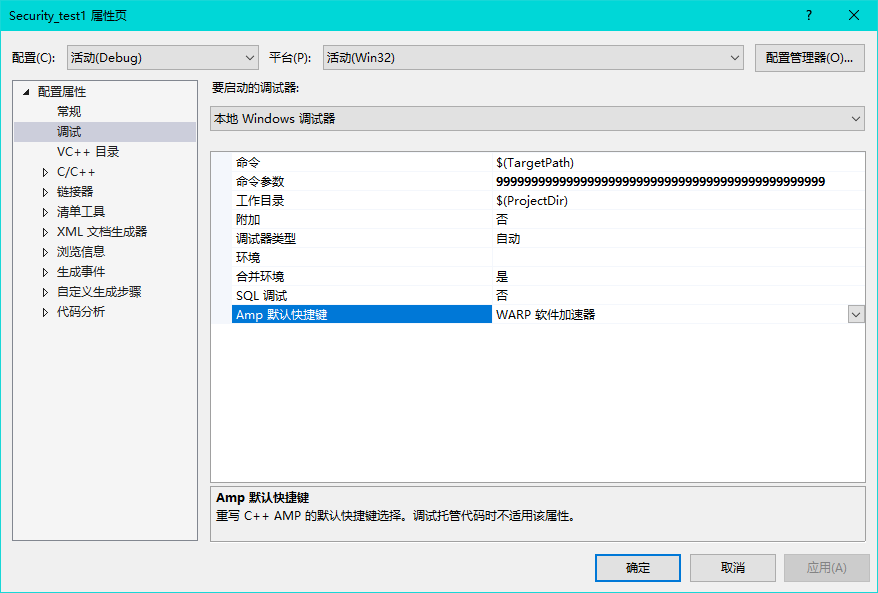 Security_test1 属性页
配置(C): 活动(Debug) 平台(P): 活动(Win32) 配置管理器(O)...
配置属性
常规
调试
VC++ 目录
C/C++
链接器
清单工具
XML 文档生成器
浏览信息
生成事件
自定义生成步骤
代码分析
要启动的调试器:
本地 Windows 调试器
命令 $(TargetPath)
命令参数 99999999999999999999999999999999999999999999999
工作目录 $(ProjectDir)
附加 否
调试器类型 自动
环境
合并环境 是
SQL 调试 否
Amp 默认快捷键 WARP 软件加速器
Amp 默认快捷键
重写 C++ AMP 的默认快捷键选择。调试托管代码时不适用该属性。
确定 取消 应用(A)